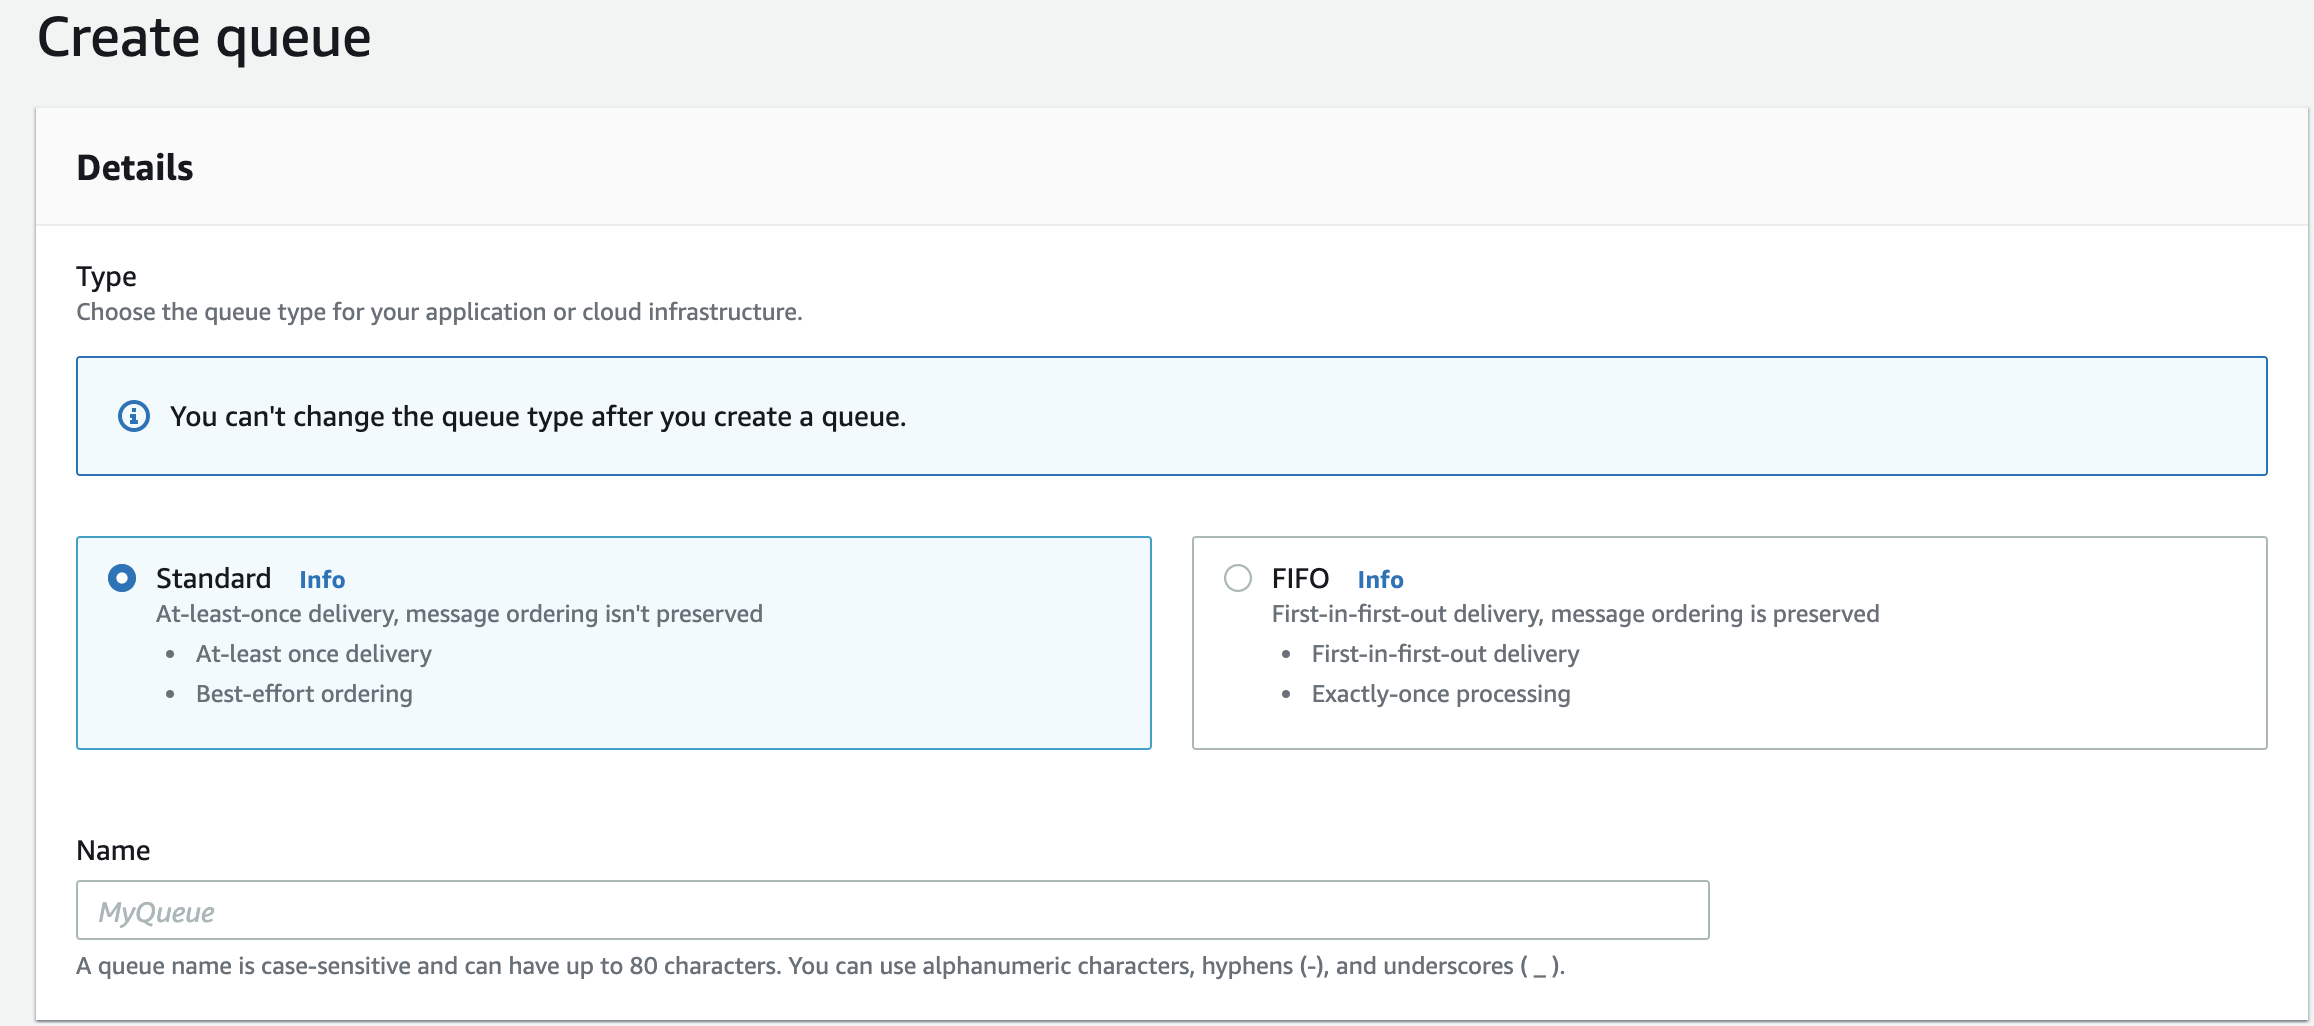 Create queue
Details
Type
Choose the queue type for your application or cloud infrastructure.
You can't change the queue type after you create a queue.
Standard Info
At-least-once delivery, message ordering isn't preserved
• At-least once delivery
• Best-effort ordering
FIFO Info
First-in-first-out delivery, message ordering is preserved
• First-in-first-out delivery
• Exactly-once processing
Name
MyQueue
A queue name is case-sensitive and can have up to 80 characters. You can use alphanumeric characters, hyphens (-), and underscores ( _ ).